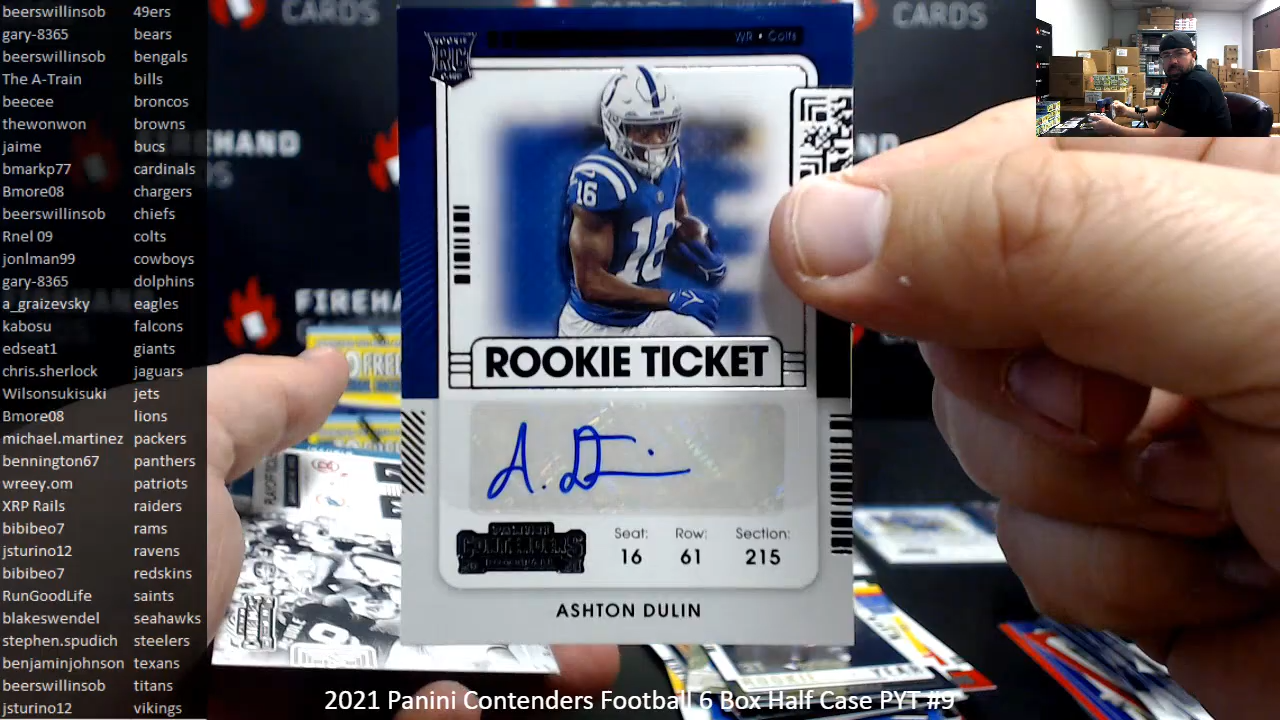 beerswillinsob 49ers
gary-8365 bears
beerswillinsob bengals
The A-Train bills
beecee broncos
thewonwon browns
jaime bucs
bmarkp77 cardinals
Bmore08 chargers
beerswillinsob chiefs
Rnel 09 colts
jonlman99 cowboys
gary-8365 dolphins
a_graizevsky eagles
kabosu falcons
edseat1 giants
chris.sherlock jaguars
Wilsonsukisuki jets
Bmore08 lions
michael.martinez packers
bennington67 panthers
wreey.om patriots
XRP Rails raiders
bibibeo7 rams
jsturino12 ravens
bibibeo7 redskins
RunGoodLife saints
blakeswendel seahawks
stephen.spudich steelers
benjaminjohnson texans
beerswillinsob titans
jsturino12 vikings
CARDS
CARDS
FIREHA
WR • Colts
RC
16
16
ROOKIE TICKET
A. D
CONTENDERS
Seat: Row: Section:
16 61 215
ASHTON DULIN
2021 Panini Contenders Football 6 Box Half Case PYT #9